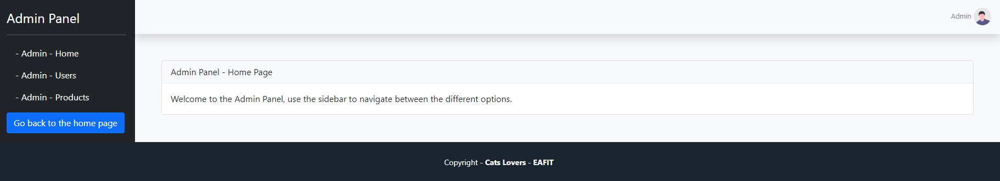 Admin Panel
- Admin - Home
- Admin - Users
- Admin - Products
Go back to the home page
Admin
Admin Panel - Home Page
Welcome to the Admin Panel, use the sidebar to navigate between the different options.
Copyright - Cats Lovers - EAFIT